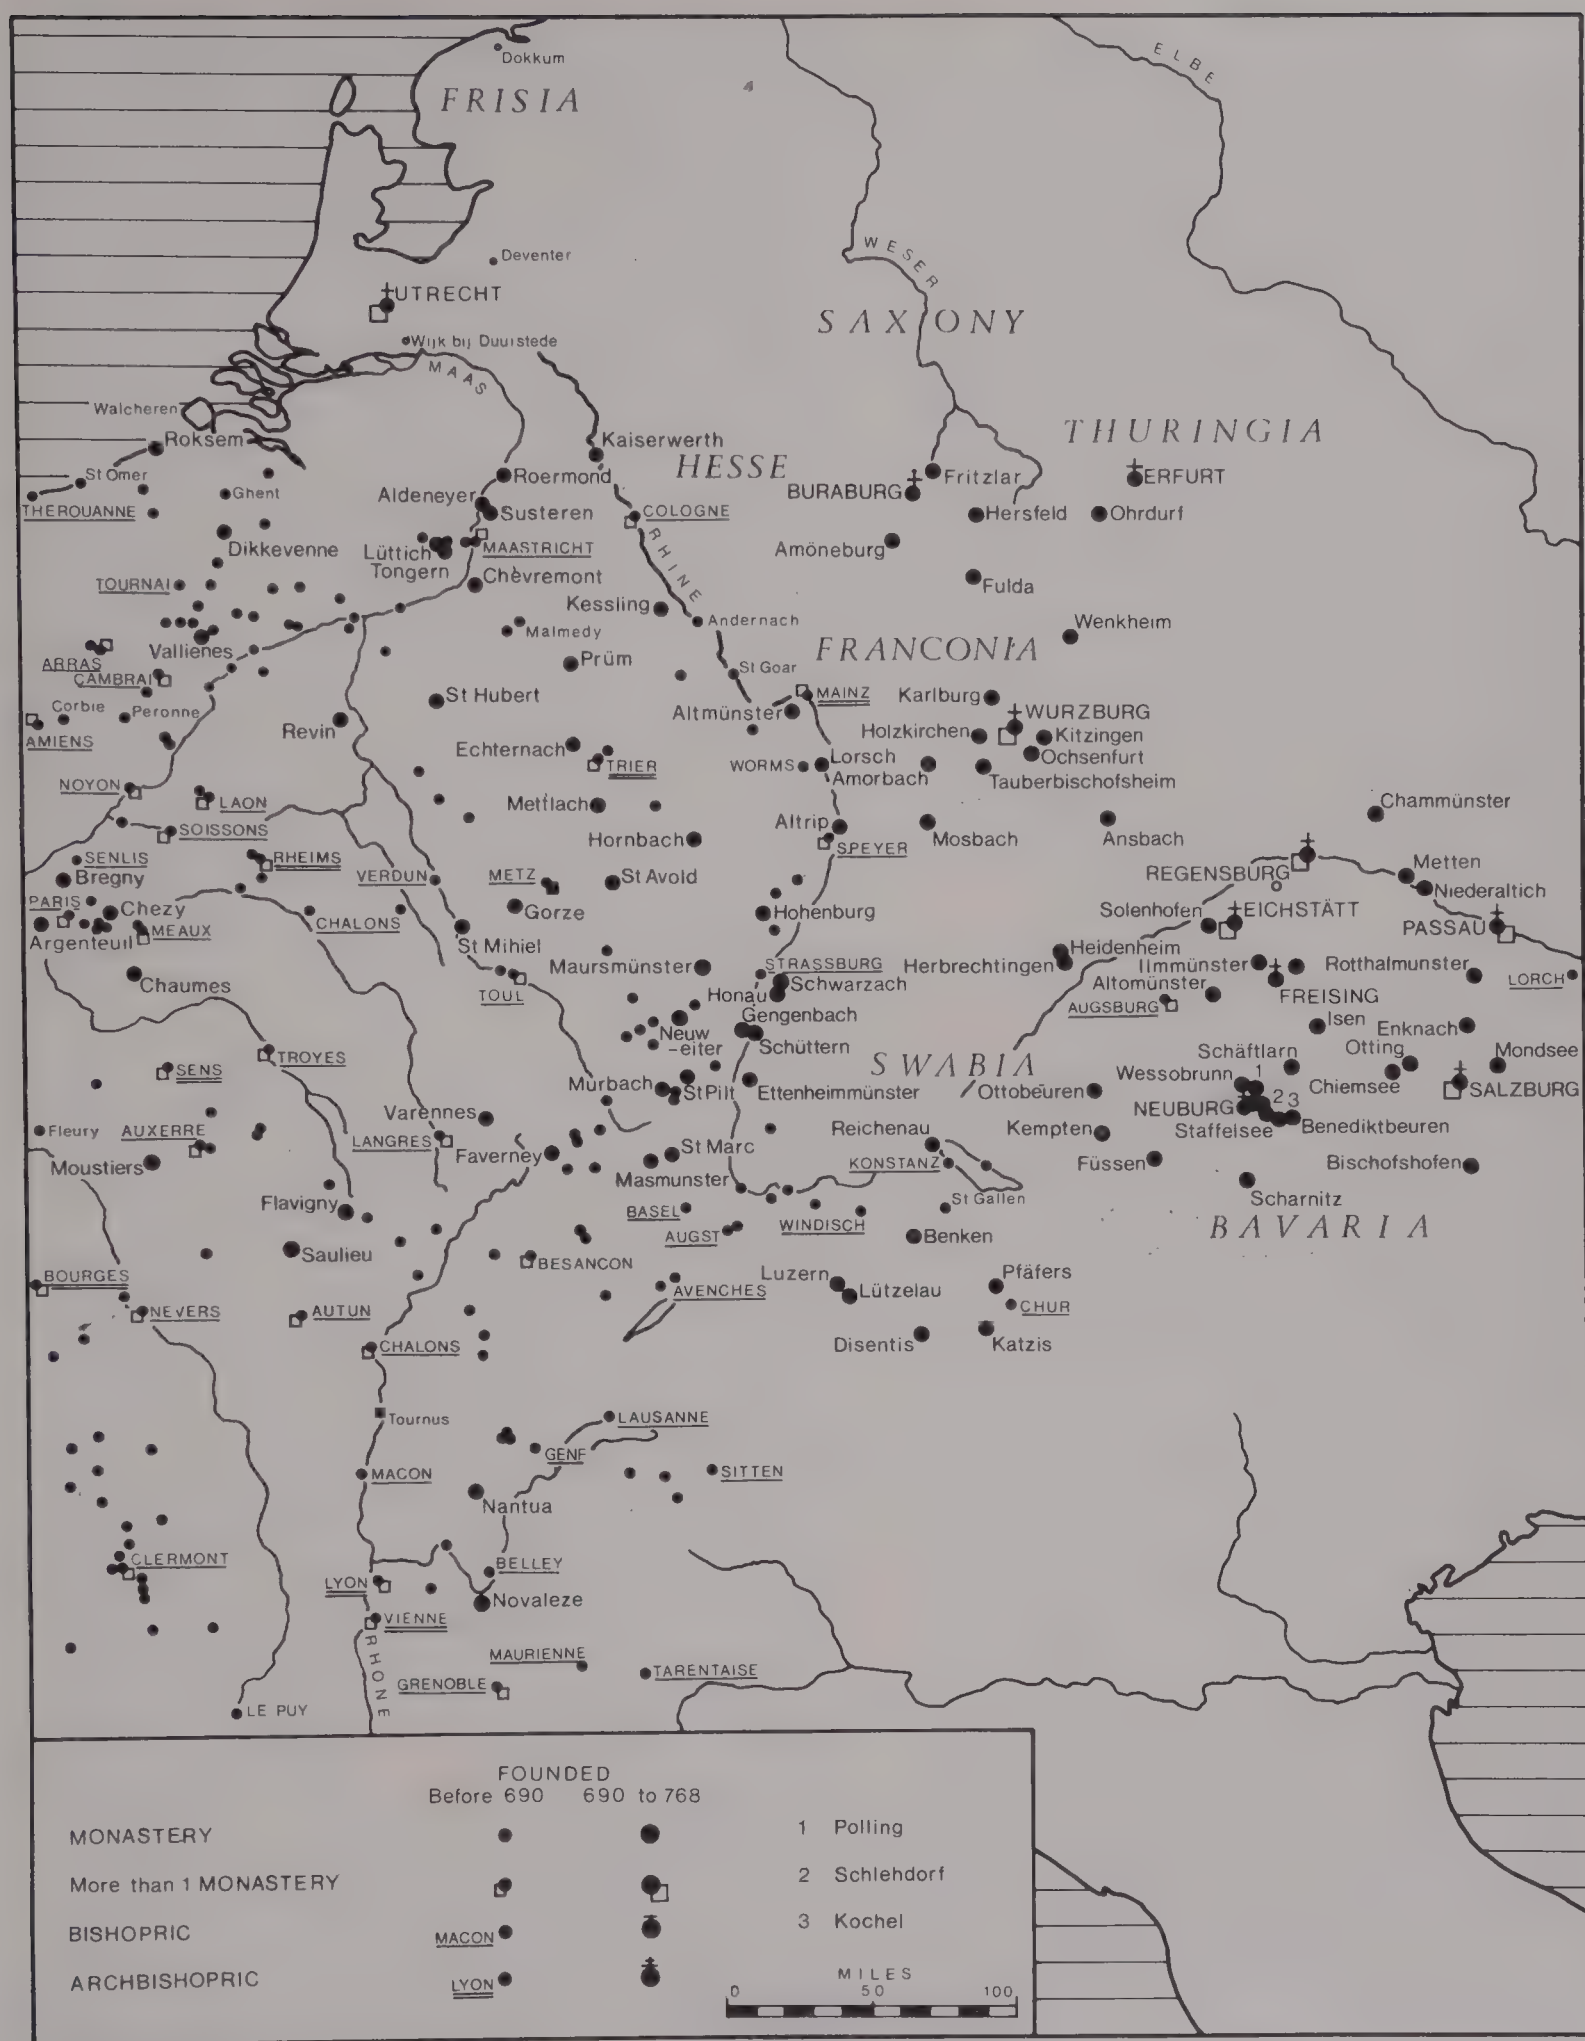 Dokkum
ELBE
FRISIA
WESER
Deventer
UTRECHT
SAXONY
Wijk bij Duurstede
MAAS
Walcheren
Roksem
Kaiserwerth
THURINGIA
St Omer
Roermond
HESSE
Fritzlar
ERFURT
Ghent
Aldeneyer
BURABURG
THEROUANNE
Susteren
COLOGNE
Hersfeld
Ohrdurf
Dikkevenne
Lüttich
MAASTRICHT
RHINE
Amöneburg
Tongern
TOURNAI
Chèvremont
Fulda
Kessling
Andernach
Malmedy
Wenkheim
Vallienes
ARRAS
Prüm
St Goar
FRANCONIA
CAMBRAI
St Hubert
MAINZ
Karlburg
Corbie
Peronne
Altmünster
WURZBURG
AMIENS
Revin
Holzkirchen
Kitzingen
Echternach
Ochsenfurt
TRIER
WORMS
Lorsch
Amorbach
Tauberbischofsheim
NOYON
LAON
Mettlach
Chammünster
SOISSONS
Hornbach
Altrip
Mosbach
Ansbach
SENLIS
RHEIMS
SPEYER
Bregny
VERDUN
METZ
St Avold
REGENSBURG
Metten
Niederaltich
PARIS
Chezy
CHALONS
Gorze
Hohenburg
Solenhofen
EICHSTÄTT
PASSAU
Argenteuil
MEAUX
St Mihiel
Heidenheim
Chaumes
Maursmünster
STRASSBURG
Herbrechtingen
Ilmmünster
Rotthalmunster
TOUL
Schwarzach
Altomünster
LORCH
Honau
AUGSBURG
FREISING
Gengenbach
Isen
Neuw
-eiter
Schüttern
Enknach
TROYES
SWABIA
Schäftlarn
Otting
Mondsee
SENS
Murbach
St Pilt
Ettenheimmünster
Ottobeuren
Wessobrunn
1
Chiemsee
SALZBURG
Varennes
NEUBURG
2 3
Fleury
AUXERRE
LANGRES
Faverney
St Marc
Reichenau
Kempten
Staffelsee
Benediktbeuren
Moustiers
Masmunster
KONSTANZ
Füssen
Bischofshofen
Flavigny
BASEL
St Gallen
Scharnitz
AUGST
WINDISCH
BAVARIA
Saulieu
Benken
BESANCON
BOURGES
Luzern
Pfäfers
NEVERS
AUTUN
AVENCHES
Lützelau
CHUR
CHALONS
Disentis
Katzis
Tournus
LAUSANNE
GENF
MACON
SITTEN
Nantua
CLERMONT
BELLEY
LYON
Novaleze
VIENNE
RHONE
MAURIENNE
GRENOBLE
TARENTAISE
LE PUY
FOUNDED
Before 690 690 to 768
MONASTERY
More than 1 MONASTERY
BISHOPRIC
MACON
ARCHBISHOPRIC
LYON
1 Polling
2 Schlehdorf
3 Kochel
MILES
0 50 100